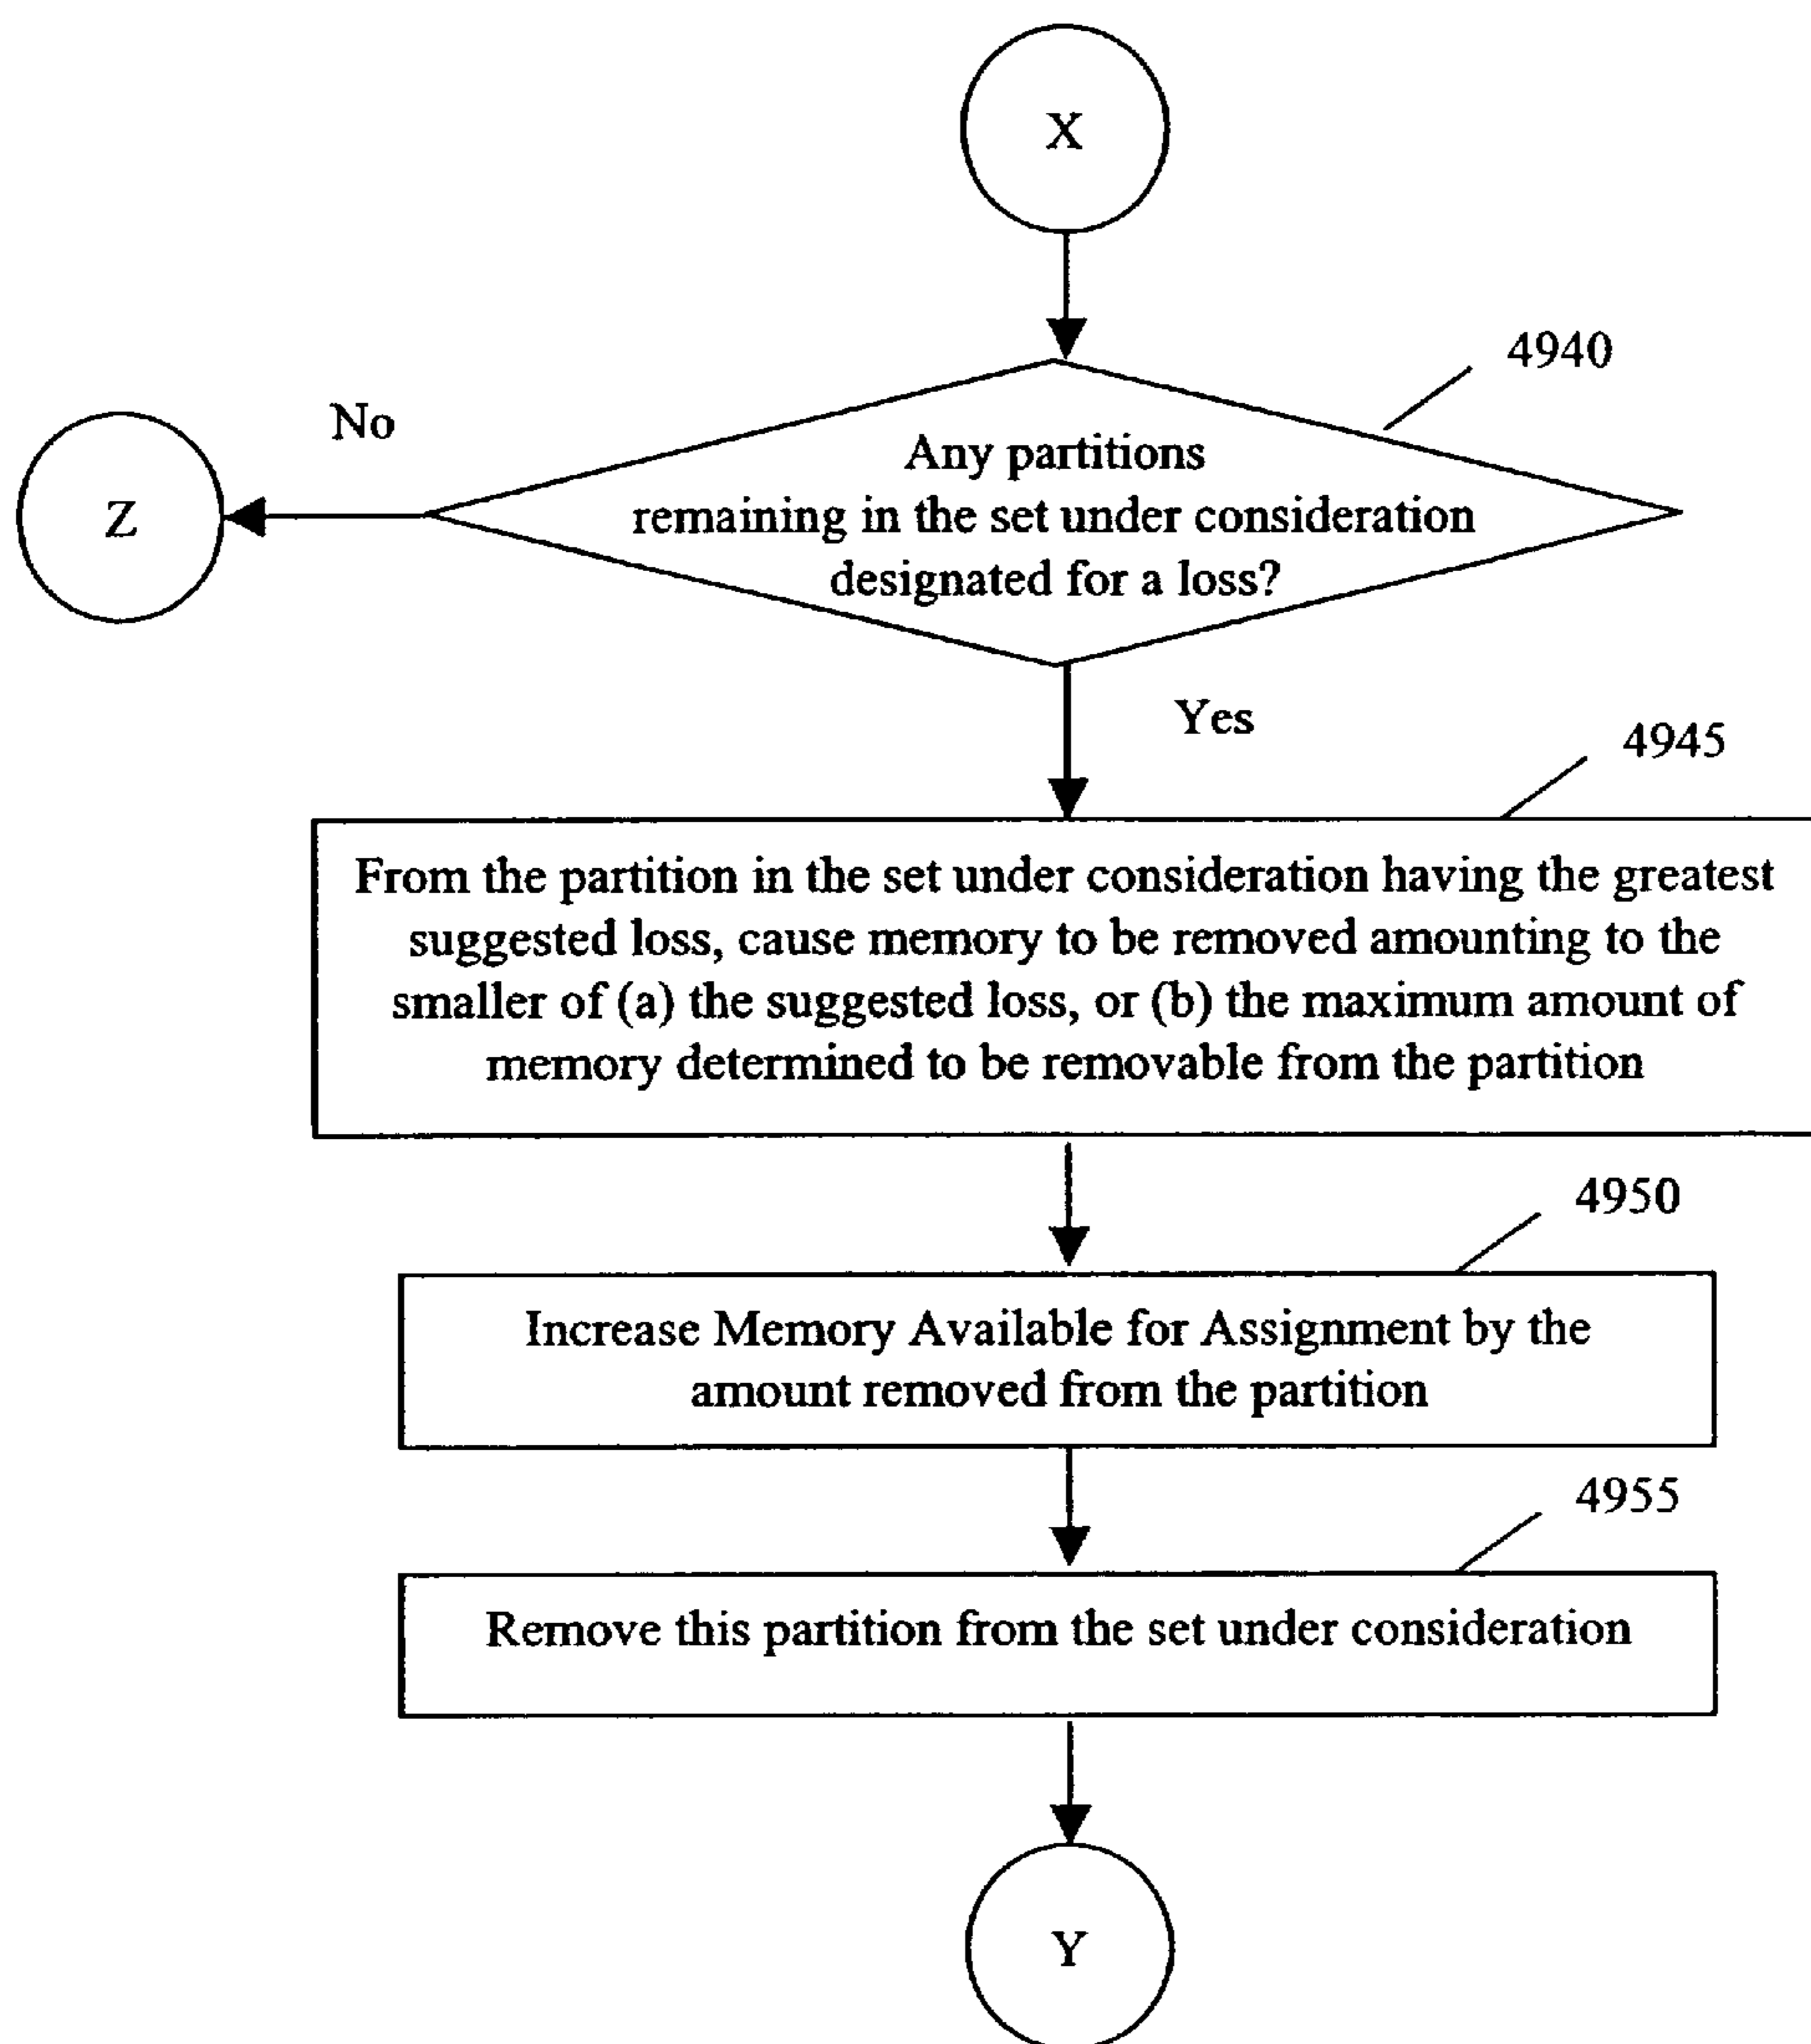 X
4940
No
Z
Any partitions
remaining in the set under consideration
designated for a loss?
Yes
4945
From the partition in the set under consideration having the greatest
suggested loss, cause memory to be removed amounting to the
smaller of (a) the suggested loss, or (b) the maximum amount of
memory determined to be removable from the partition
4950
Increase Memory Available for Assignment by the
amount removed from the partition
4955
Remove this partition from the set under consideration
Y